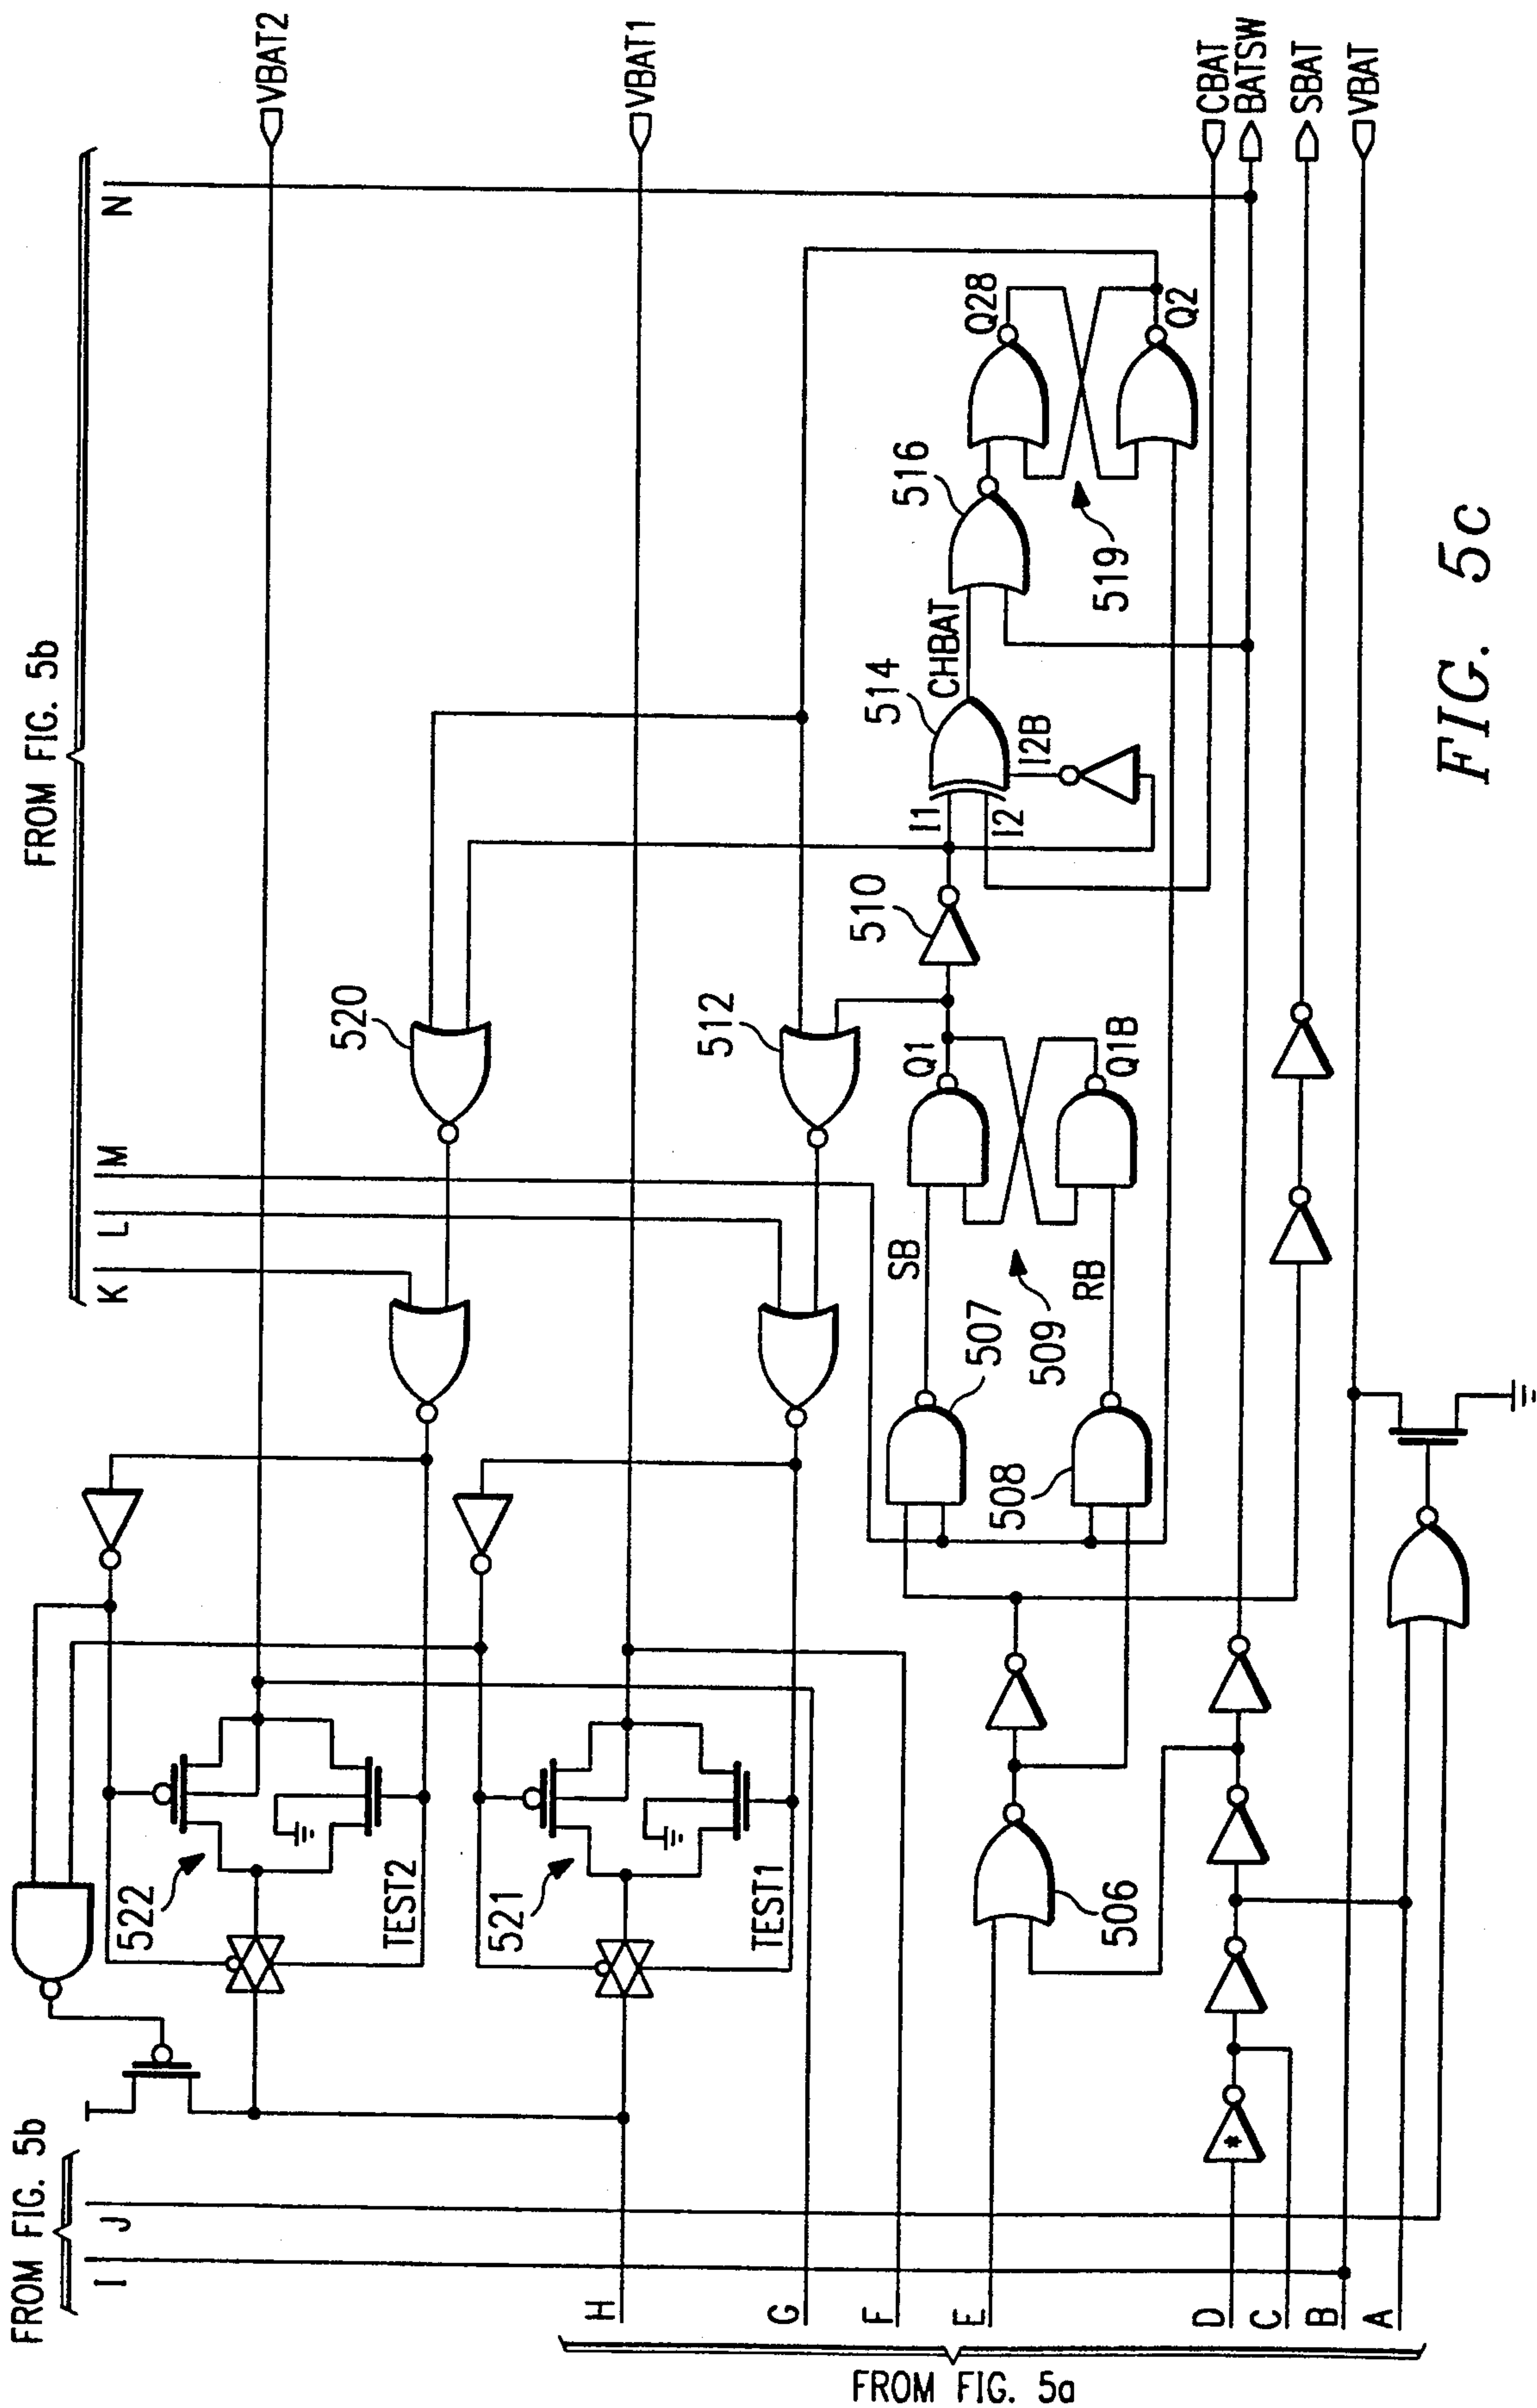 FROM FIG. 5b
FROM FIG. 5b
I
J
K
L
M
N
VBAT2
522
TEST2
520
H
521
TEST1
512
VBAT1
G
F
E
506
507
508
SB
RB
509
Q1
Q1B
510
I1
I2
I2B
514
CHBAT
516
519
Q28
Q2
D
*
C
B
A
CBAT
BATSW
SBAT
VBAT
FROM FIG. 5a
FIG. 5c